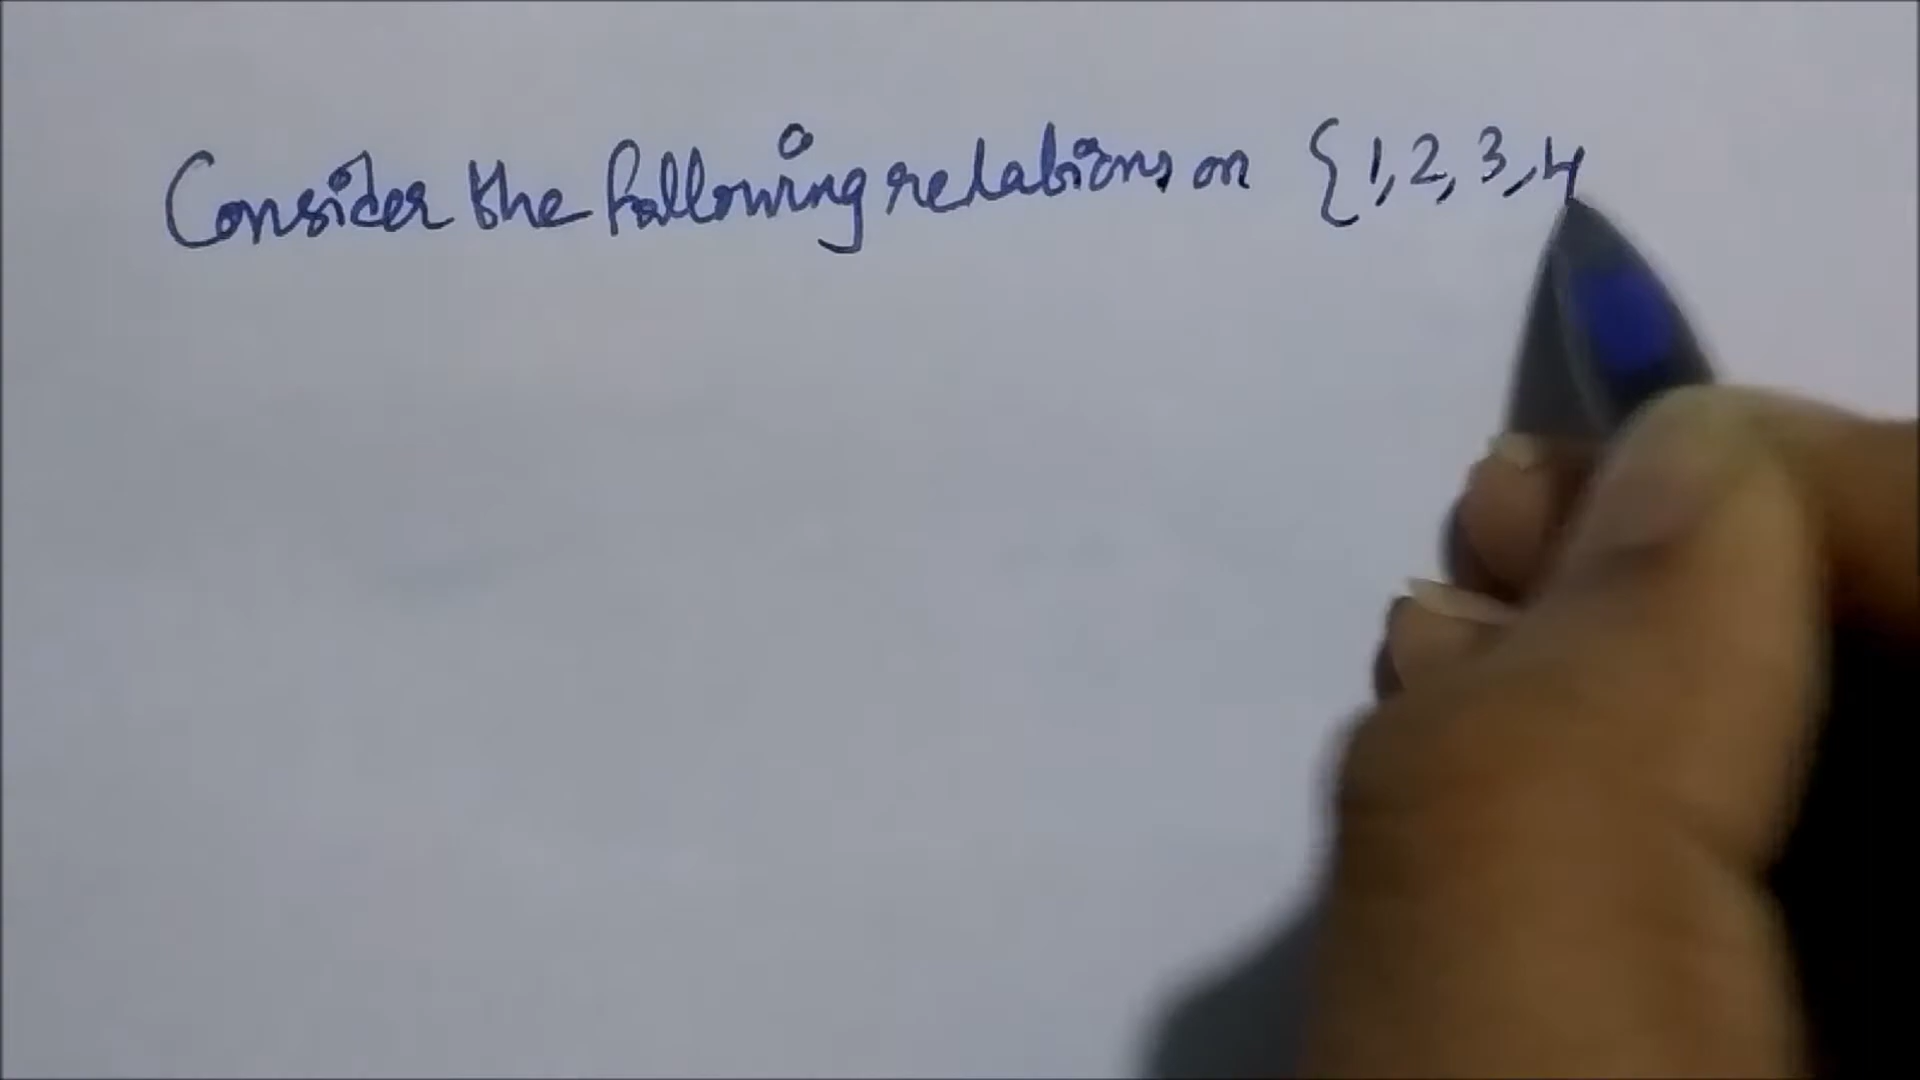 Consider the following relations on {1,2,3,4